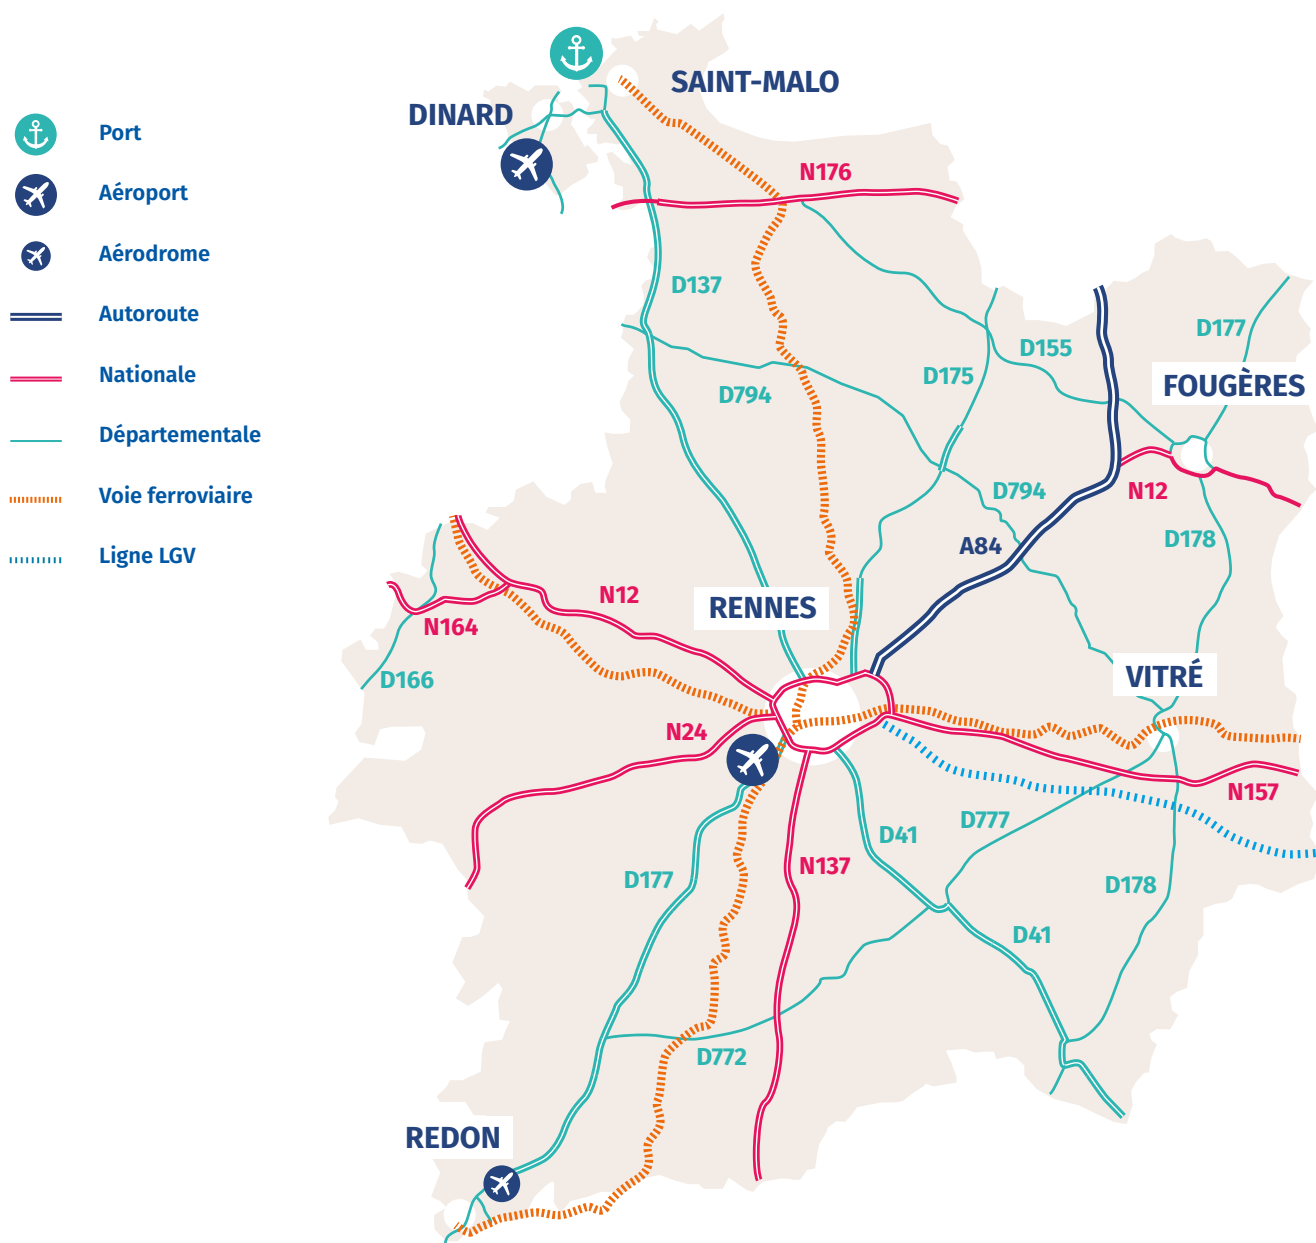 Port
Aéroport
Aérodrome
Autoroute
Nationale
Départementale
Voie ferroviaire
Ligne LGV
SAINT-MALO
DINARD
N176
D137
D177
D155
D175
FOUGÈRES
D794
D794
N12
D178
A84
N12
RENNES
N164
D166
VITRÉ
N24
N157
D777
D41
N137
D177
D178
D41
D772
REDON